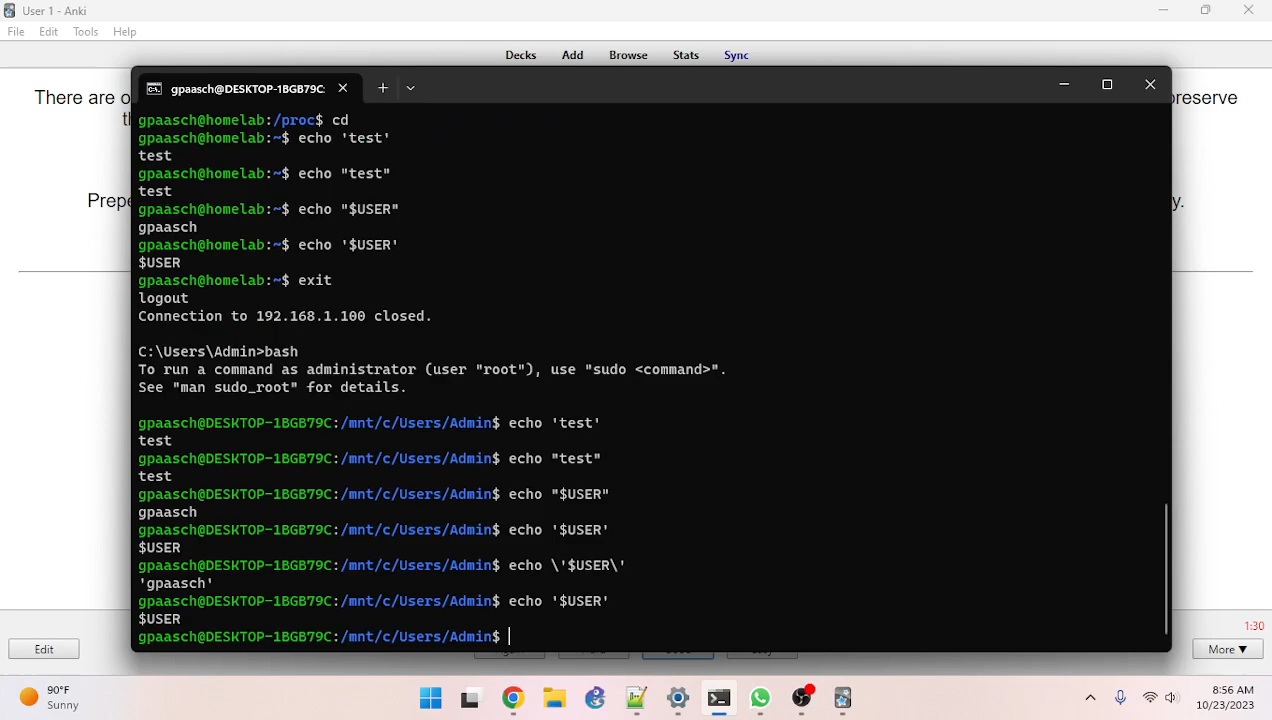 User 1 - Anki
File Edit Tools Help
Decks Add Browse Stats Sync
gpaasch@DESKTOP-1BGB79C:
There are preserve
gpaasch@homelab:/proc$ cd
gpaasch@homelab:~$ echo 'test'
test
gpaasch@homelab:~$ echo "test"
test
gpaasch@homelab:~$ echo "$USER"
gpaasch
gpaasch@homelab:~$ echo '$USER'
$USER
gpaasch@homelab:~$ exit
logout
Connection to 192.168.1.100 closed.
C:\Users\Admin>bash
To run a command as administrator (user "root"), use "sudo <command>".
See "man sudo_root" for details.
gpaasch@DESKTOP-1BGB79C:/mnt/c/Users/Admin$ echo 'test'
test
gpaasch@DESKTOP-1BGB79C:/mnt/c/Users/Admin$ echo "test"
test
gpaasch@DESKTOP-1BGB79C:/mnt/c/Users/Admin$ echo "$USER"
gpaasch
gpaasch@DESKTOP-1BGB79C:/mnt/c/Users/Admin$ echo '$USER'
$USER
gpaasch@DESKTOP-1BGB79C:/mnt/c/Users/Admin$ echo \'$USER\'
'gpaasch'
gpaasch@DESKTOP-1BGB79C:/mnt/c/Users/Admin$ echo '$USER'
$USER
gpaasch@DESKTOP-1BGB79C:/mnt/c/Users/Admin$
1:30
Edit More ▼
90°F
Sunny
8:56 AM
10/23/2023